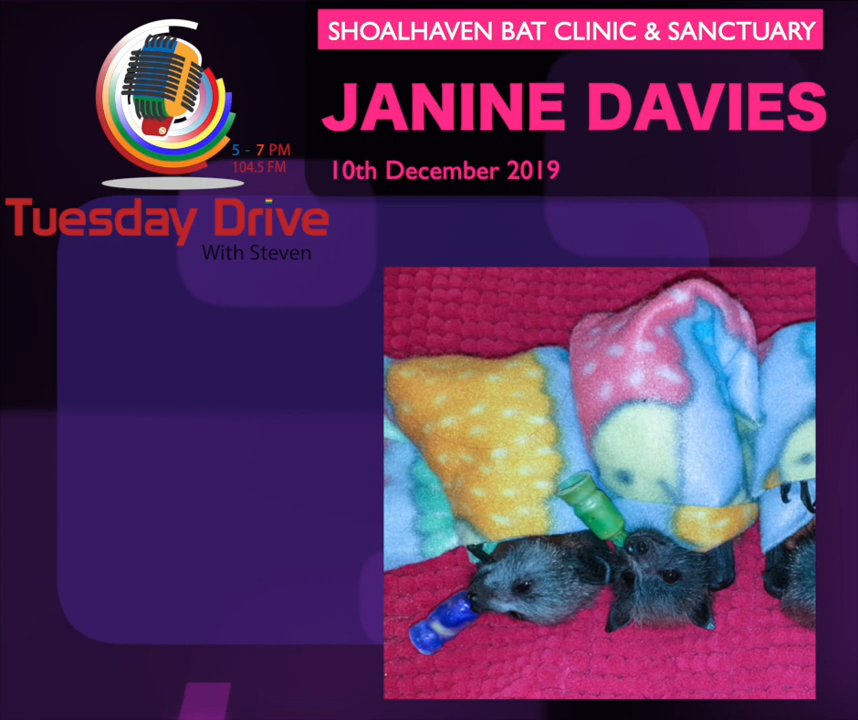 SHOALHAVEN BAT CLINIC & SANCTUARY
JANINE DAVIES
10th December 2019
5 - 7 PM
104.5 FM
Tuesday Drive
With Steven